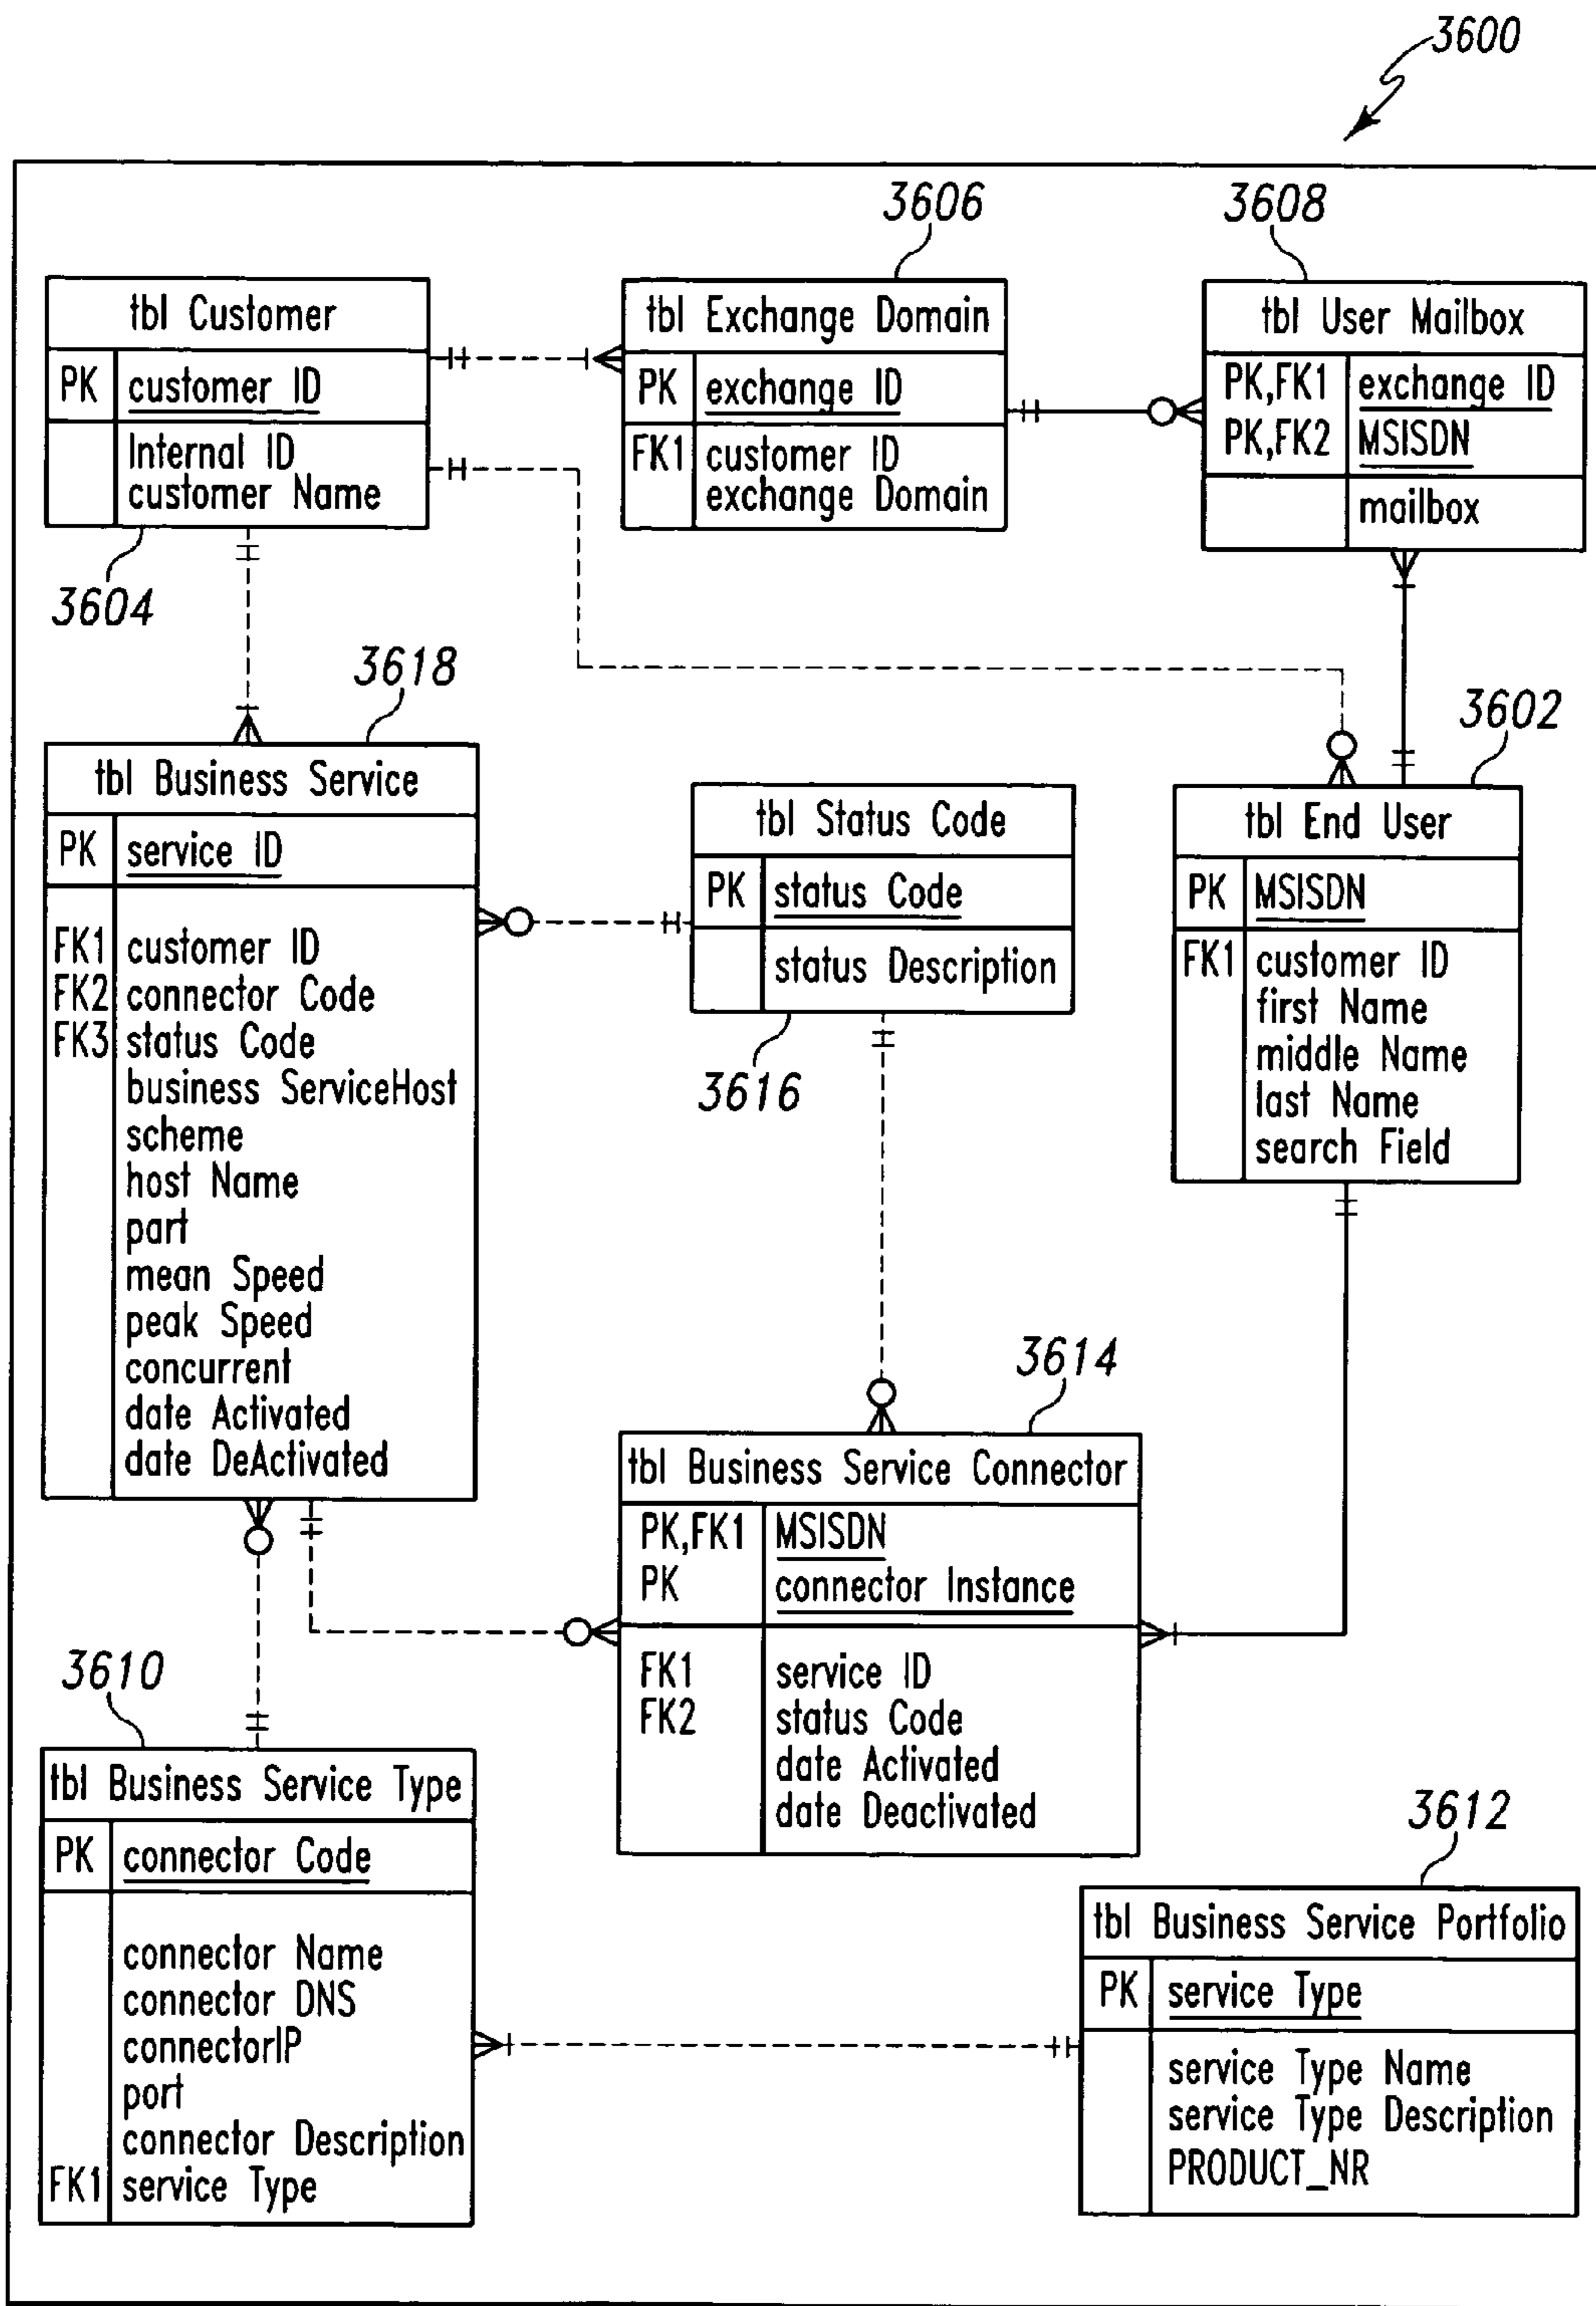 3600
3606
3608
tbl Customer
PK customer ID
Internal ID
customer Name
3604
tbl Exchange Domain
PK exchange ID
FK1 customer ID
exchange Domain
tbl User Mailbox
PK,FK1 exchange ID
PK,FK2 MSISDN
mailbox
3618
3602
tbl Business Service
PK service ID
FK1 customer ID
FK2 connector Code
FK3 status Code
business ServiceHost
scheme
host Name
part
mean Speed
peak Speed
concurrent
date Activated
date DeActivated
tbl Status Code
PK status Code
status Description
3616
tbl End User
PK MSISDN
FK1 customer ID
first Name
middle Name
last Name
search Field
3614
tbl Business Service Connector
PK,FK1 MSISDN
PK connector Instance
FK1 service ID
FK2 status Code
date Activated
date Deactivated
3610
tbl Business Service Type
PK connector Code
connector Name
connector DNS
connectorIP
port
connector Description
FK1 service Type
3612
tbl Business Service Portfolio
PK service Type
service Type Name
service Type Description
PRODUCT_NR